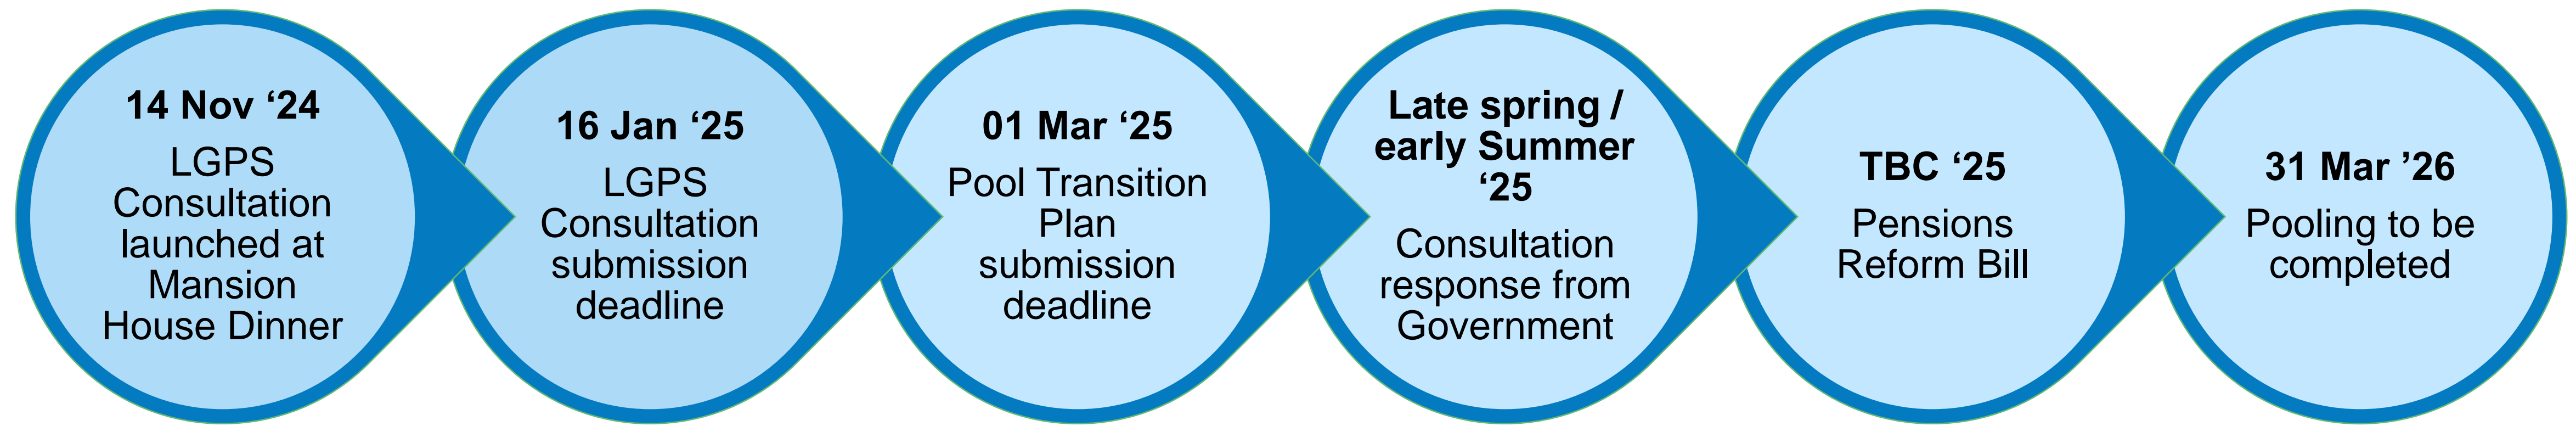 14 Nov ‘24
LGPS
Consultation
launched at
Mansion
House Dinner
16 Jan ‘25
LGPS
Consultation
submission
deadline
01 Mar ‘25
Pool Transition
Plan
submission
deadline
Late spring /
early Summer
‘25
Consultation
response from
Government
TBC ‘25
Pensions
Reform Bill
31 Mar ‘26
Pooling to be
completed